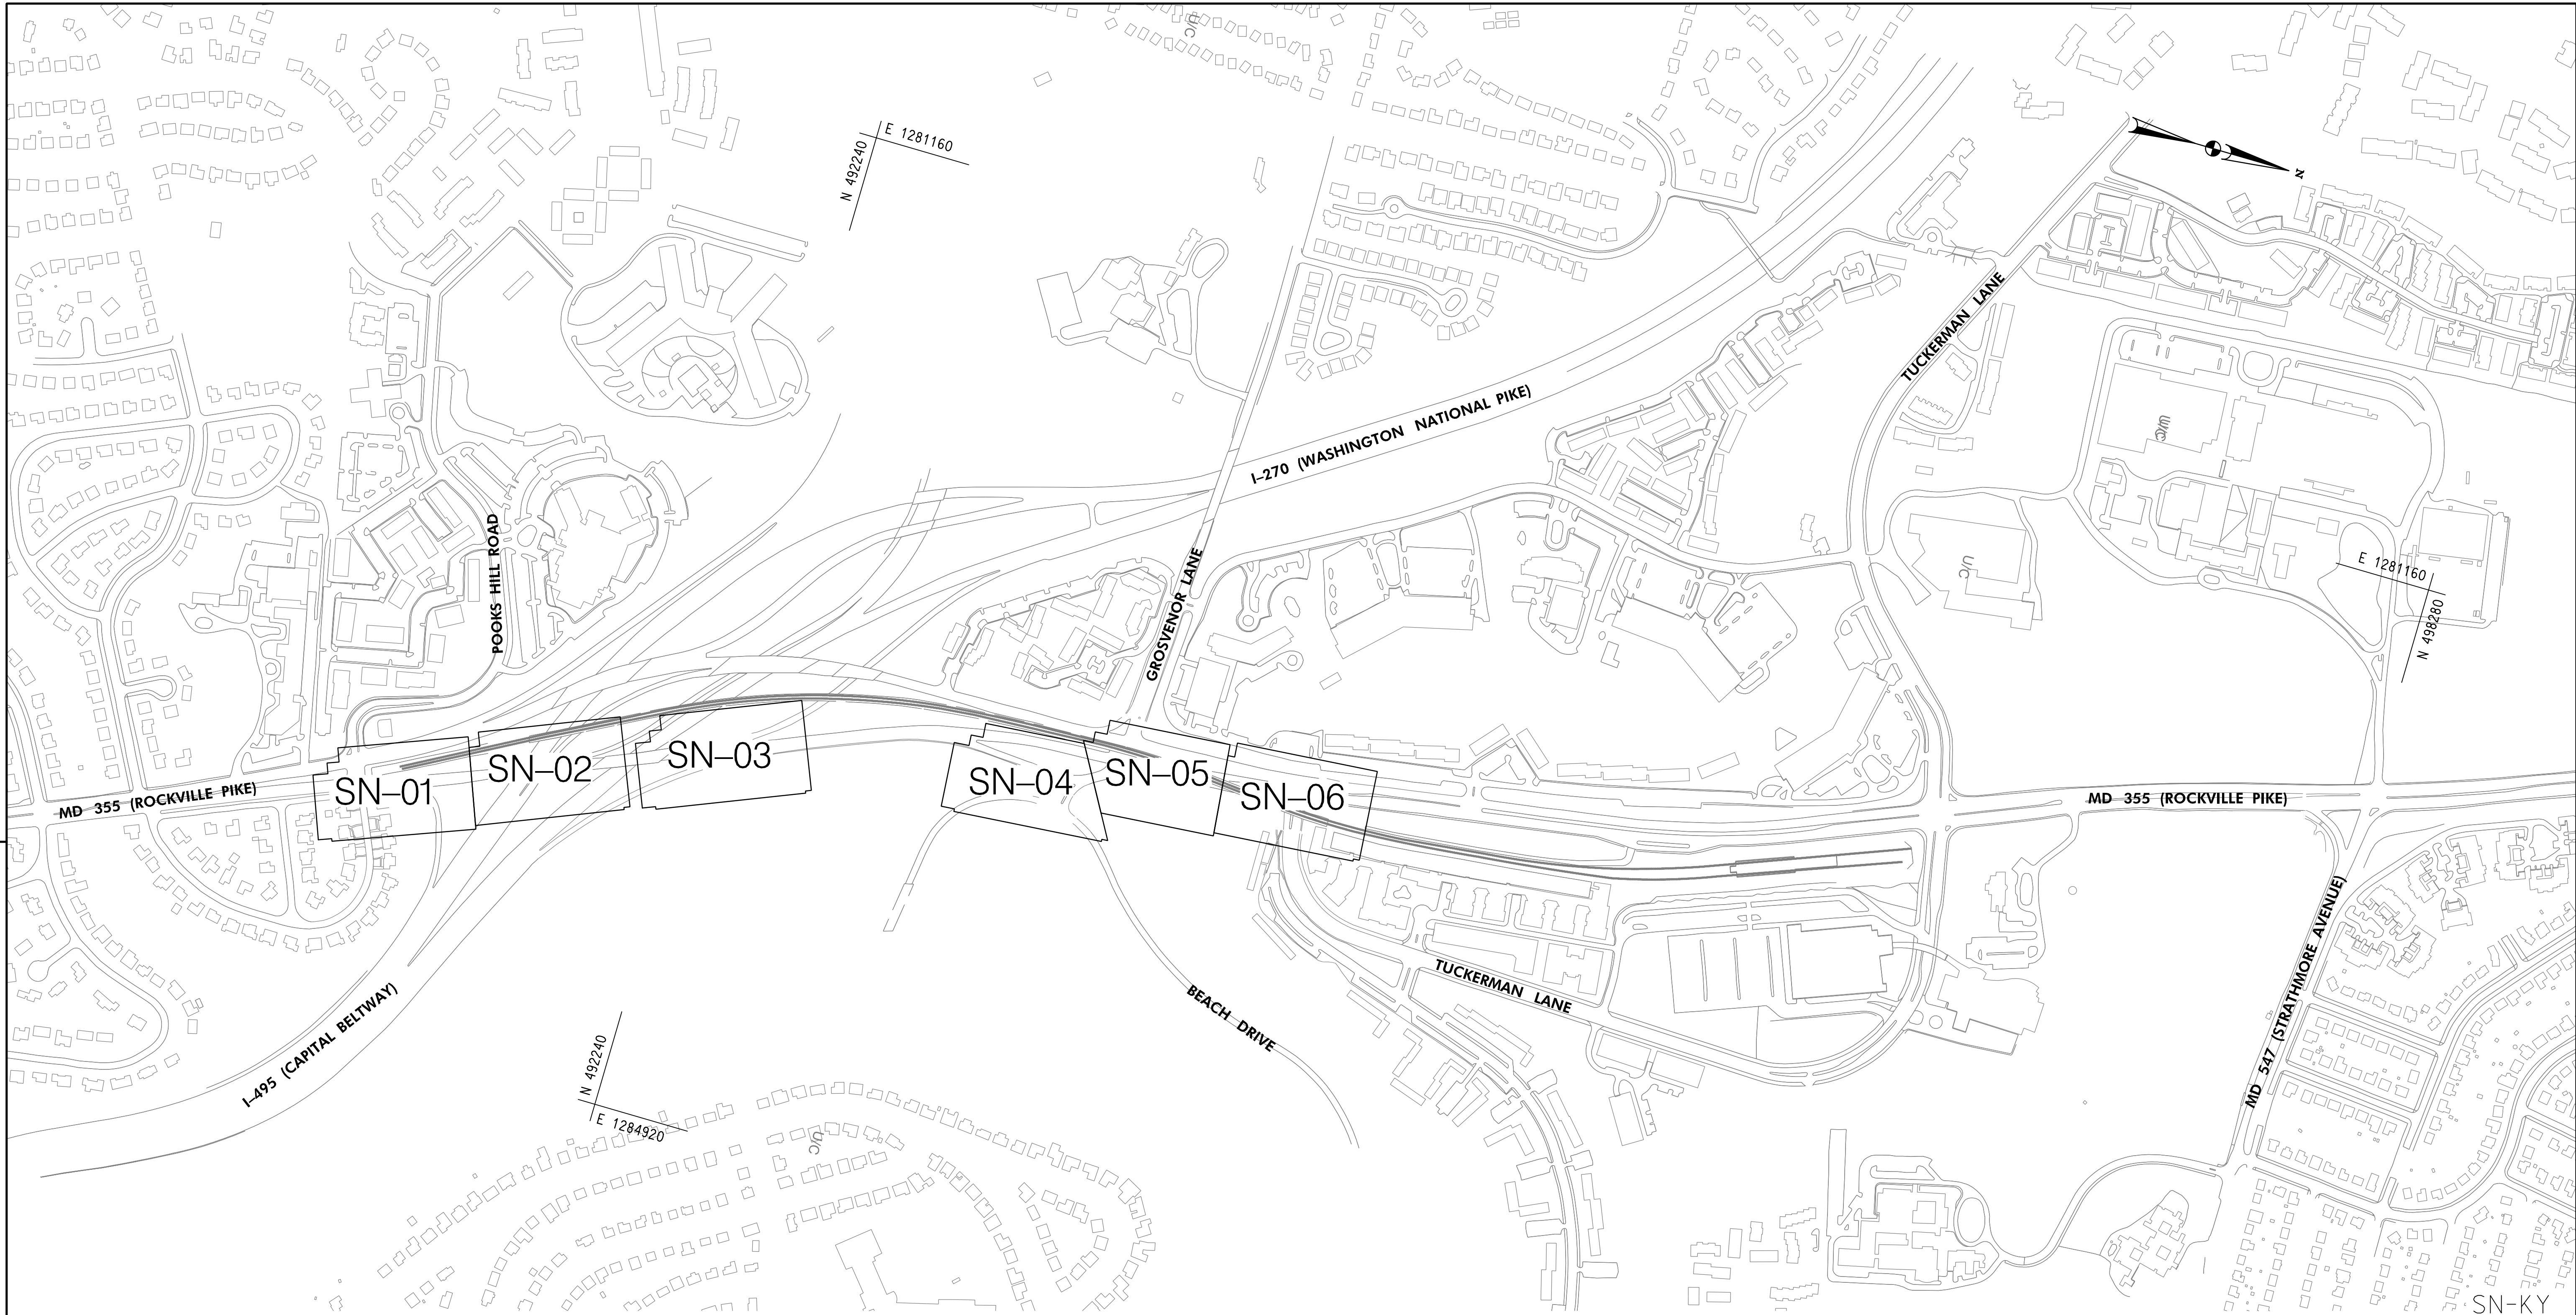 U/C
E 1281160
N 492240
N
TUCKERMAN LANE
I-270 (WASHINGTON NATIONAL PIKE)
U/C
POOKS HILL ROAD
GROSVENOR LANE
U/C
E 1281160
N 498280
SN-01
SN-02
SN-03
SN-04
SN-05
SN-06
MD 355 (ROCKVILLE PIKE)
MD 355 (ROCKVILLE PIKE)
MD 547 (STRATHMORE AVENUE)
TUCKERMAN LANE
BEACH DRIVE
I-495 (CAPITAL BELTWAY)
N 492240
E 1284920
U/C
SN-KY